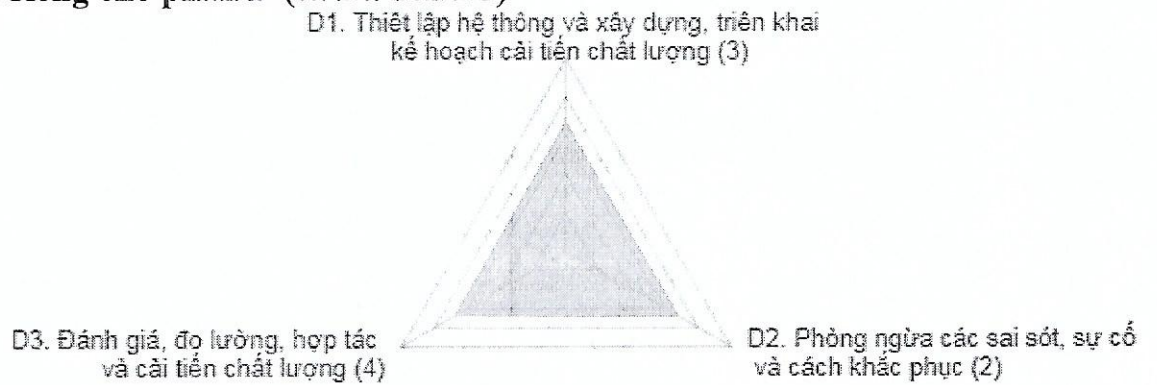 D1. Thiết lập hệ thống và xây dựng, triển khai
kế hoạch cải tiến chất lượng (3)
D3. Đánh giá, đo lường, hợp tác
và cải tiến chất lượng (4)
D2. Phòng ngừa các sai sót, sự cố
và cách khắc phục (2)